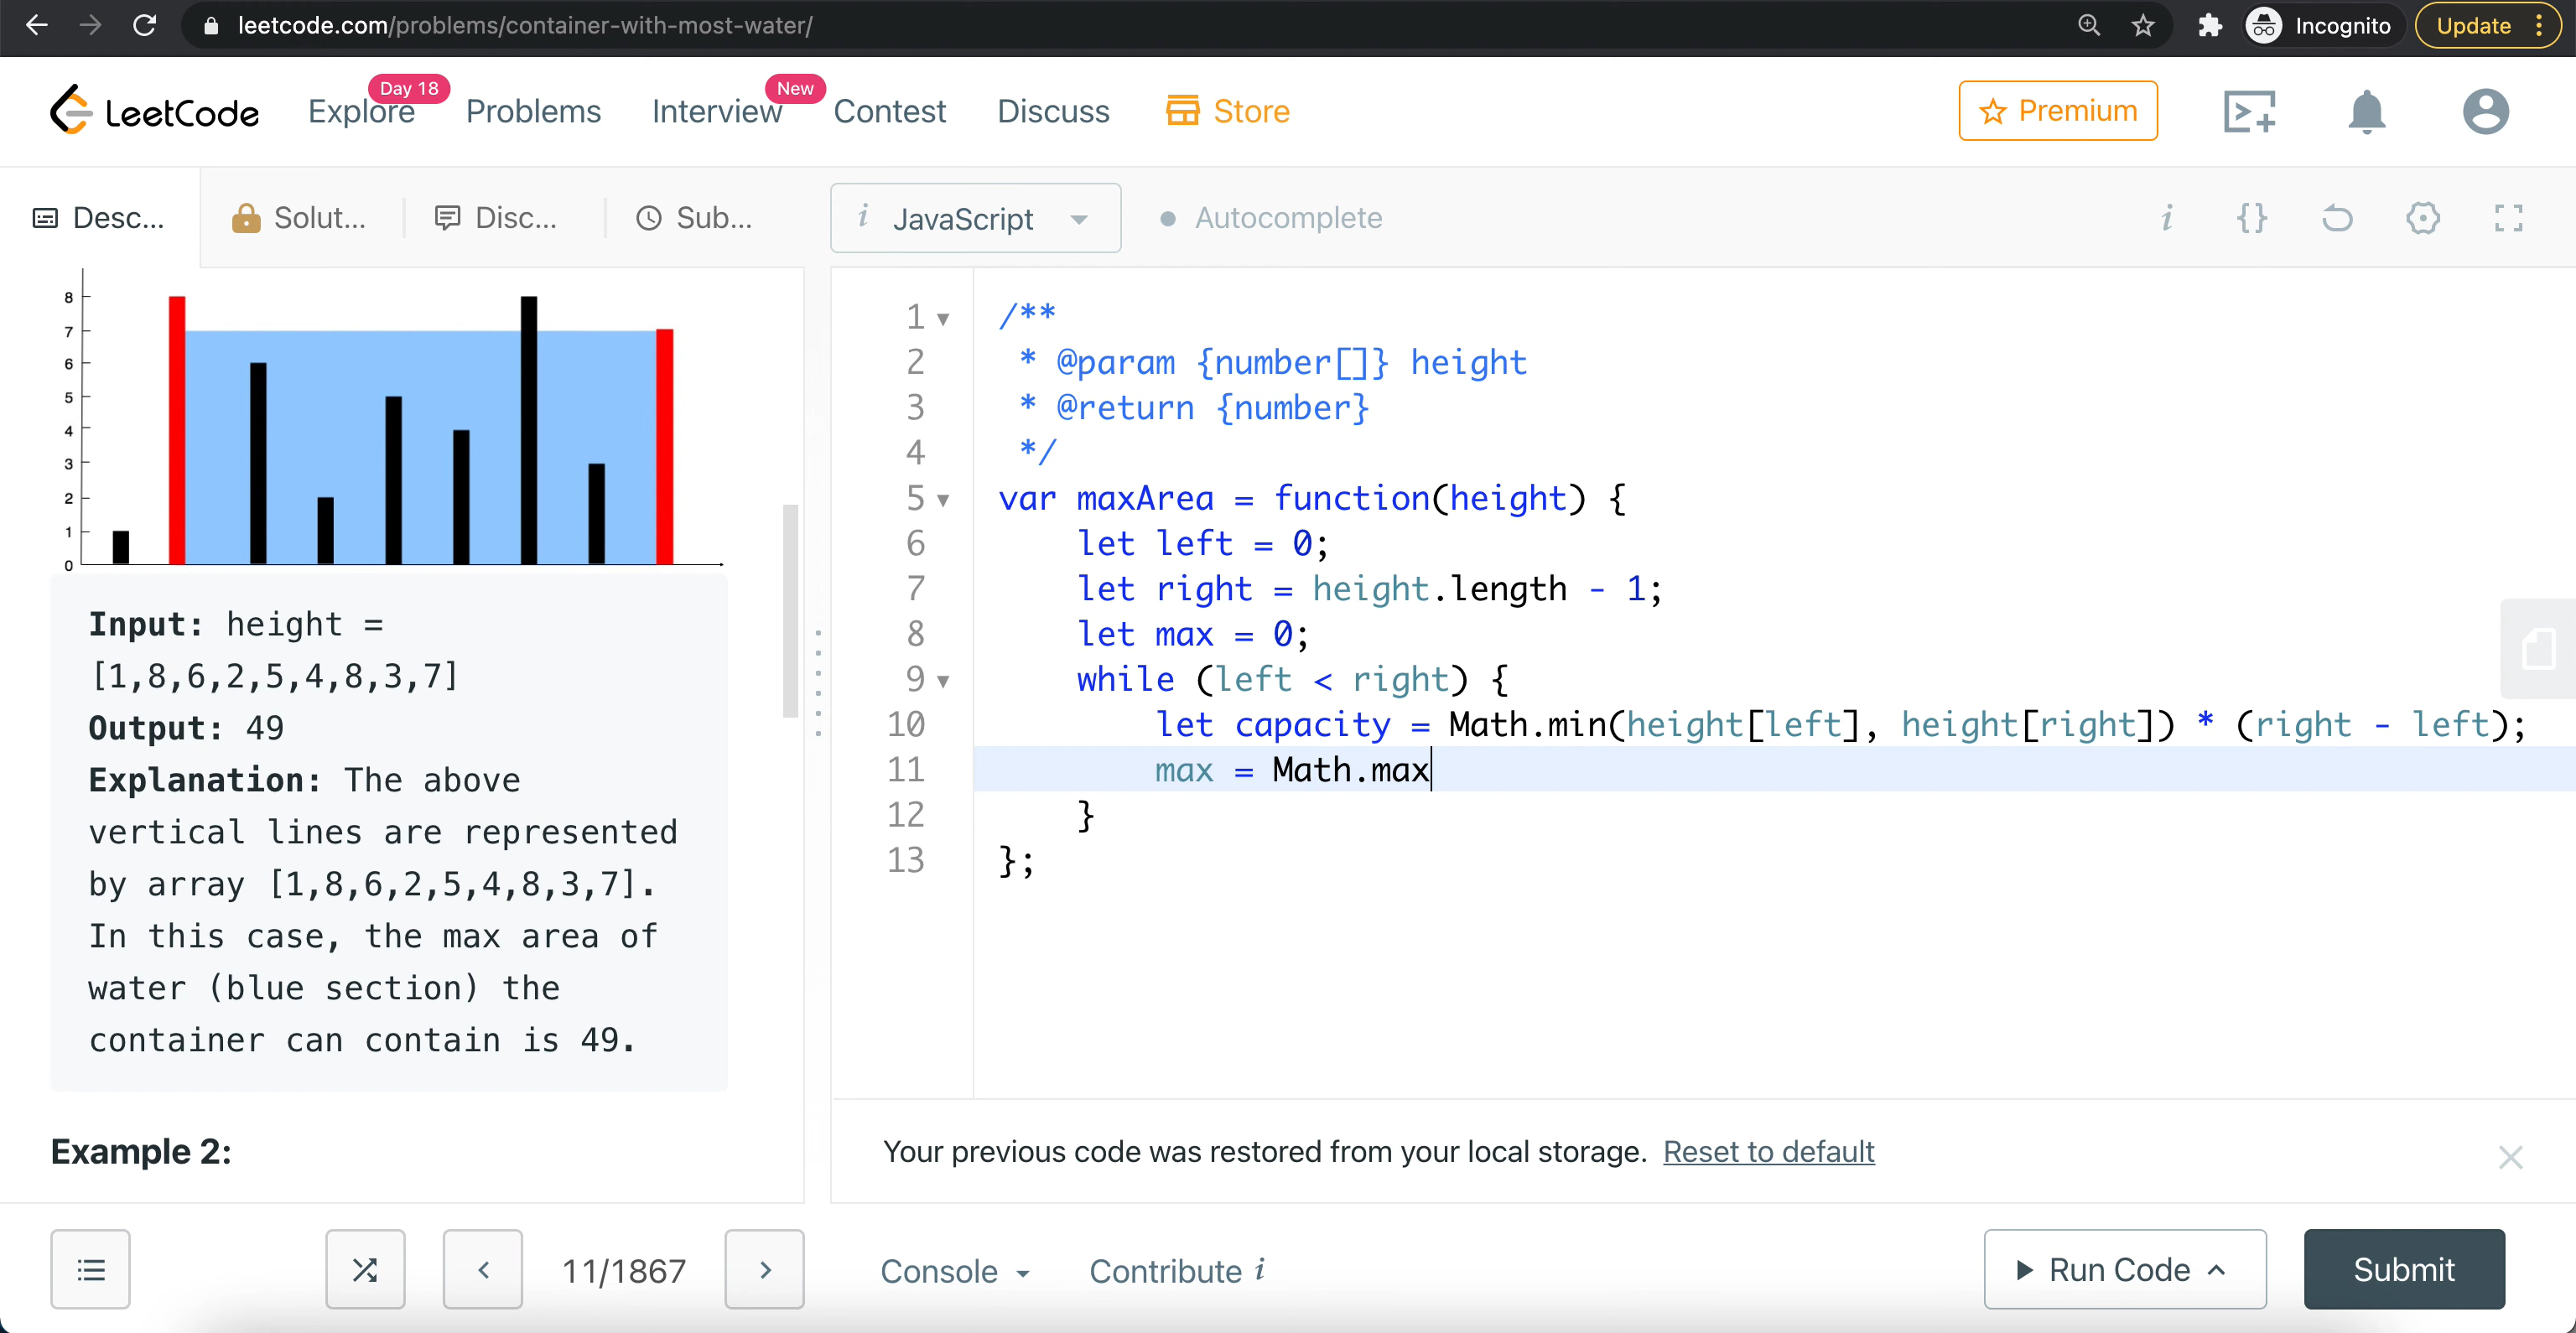 leetcode.com/problems/container-with-most-water/
Incognito
Update
LeetCode
Explore
Day 18
Problems
Interview
New
Contest
Discuss
Store
Premium
Desc...
Solut...
Disc...
Sub...
i JavaScript
Autocomplete
i {}
8
7
6
5
4
3
2
1
0
Input: height =
[1,8,6,2,5,4,8,3,7]
Output: 49
Explanation: The above
vertical lines are represented
by array [1,8,6,2,5,4,8,3,7].
In this case, the max area of
water (blue section) the
container can contain is 49.
Example 2:
1 /**
2 * @param {number[]} height
3 * @return {number}
4 */
5 var maxArea = function(height) {
6 let left = 0;
7 let right = height.length - 1;
8 let max = 0;
9 while (left < right) {
10 let capacity = Math.min(height[left], height[right]) * (right - left);
11 max = Math.max
12 }
13 };
Your previous code was restored from your local storage. Reset to default
11/1867
Console
Contribute i
Run Code
Submit